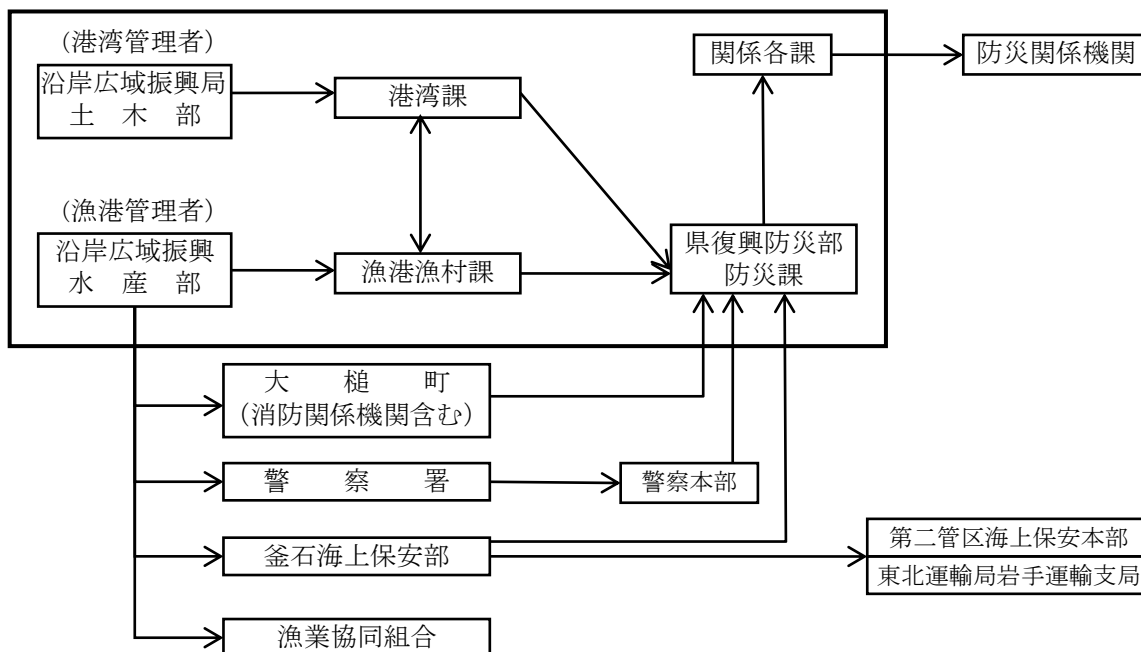 (港湾管理者)
沿岸広域振興局
土　木　部
港湾課
関係各課
防災関係機関
(漁港管理者)
沿岸広域振興
水　産　部
漁港漁村課
県復興防災部
防災課
大　槌　町
(消防関係機関含む)
警　察　署
警察本部
釜石海上保安部
第二管区海上保安本部
東北運輸局岩手運輸支局
漁業協同組合